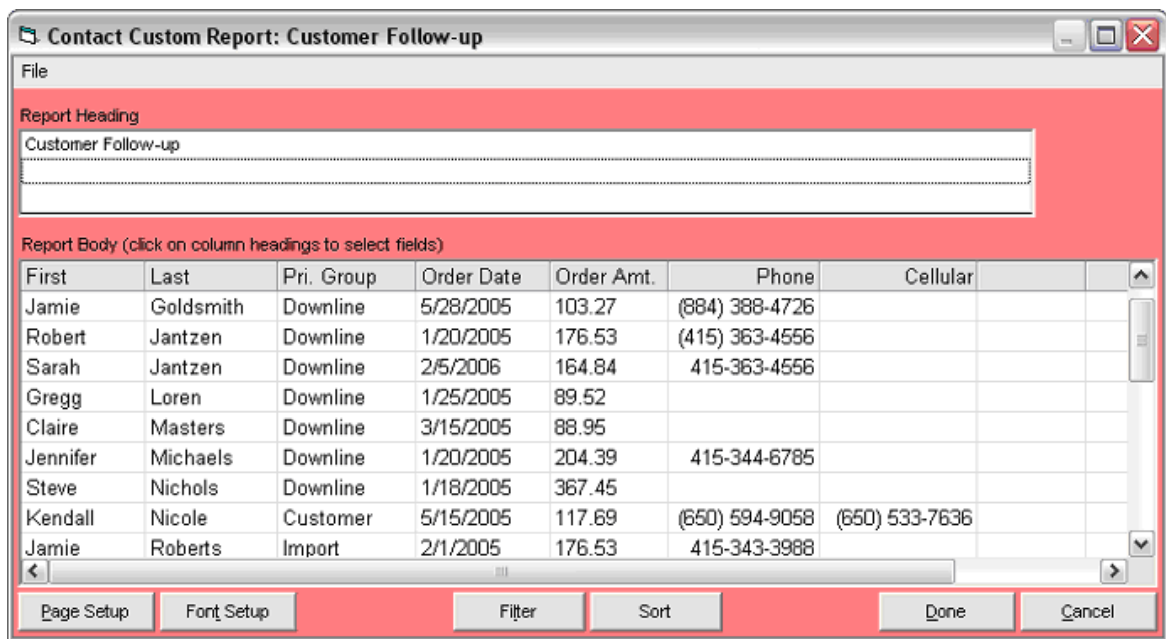 Contact Custom Report: Customer Follow-up
File
Report Heading
Customer Follow-up
Report Body (click on column headings to select fields)
First Last Pri. Group Order Date Order Amt. Phone Cellular
Jamie Goldsmith Downline 5/28/2005 103.27 (884) 388-4726
Robert Jantzen Downline 1/20/2005 176.53 (415) 363-4556
Sarah Jantzen Downline 2/5/2006 164.84 415-363-4556
Gregg Loren Downline 1/25/2005 89.52
Claire Masters Downline 3/15/2005 88.95
Jennifer Michaels Downline 1/20/2005 204.39 415-344-6785
Steve Nichols Downline 1/18/2005 367.45
Kendall Nicole Customer 5/15/2005 117.69 (650) 594-9058 (650) 533-7636
Jamie Roberts Import 2/1/2005 176.53 415-343-3988
Page Setup Font Setup Filter Sort Done Cancel